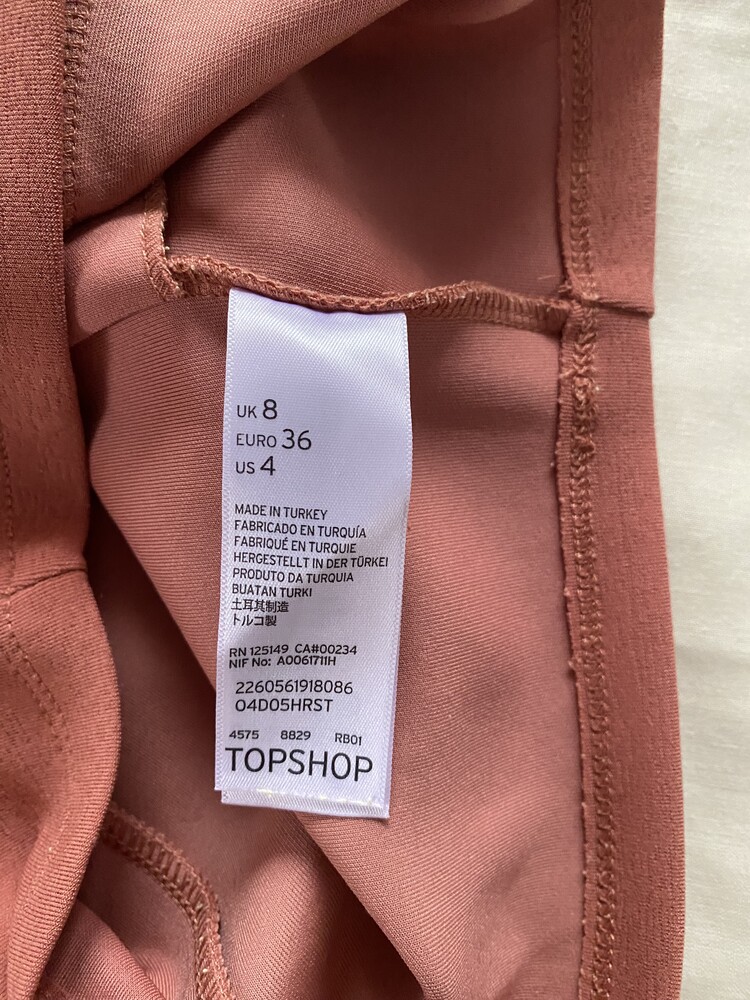 UK 8
EURO 36
US 4
MADE IN TURKEY
FABRICADO EN TURQUÍA
FABRIQUÉ EN TURQUIE
HERGESTELLT IN DER TÜRKEI
PRODUTO DA TURQUIA
BUATAN TURKI
土耳其制造
トルコ製
RN 125149 CA#00234
NIF No: A0061711H
2260561918086
04D05HRST
4575 8829 RB01
TOPSHOP